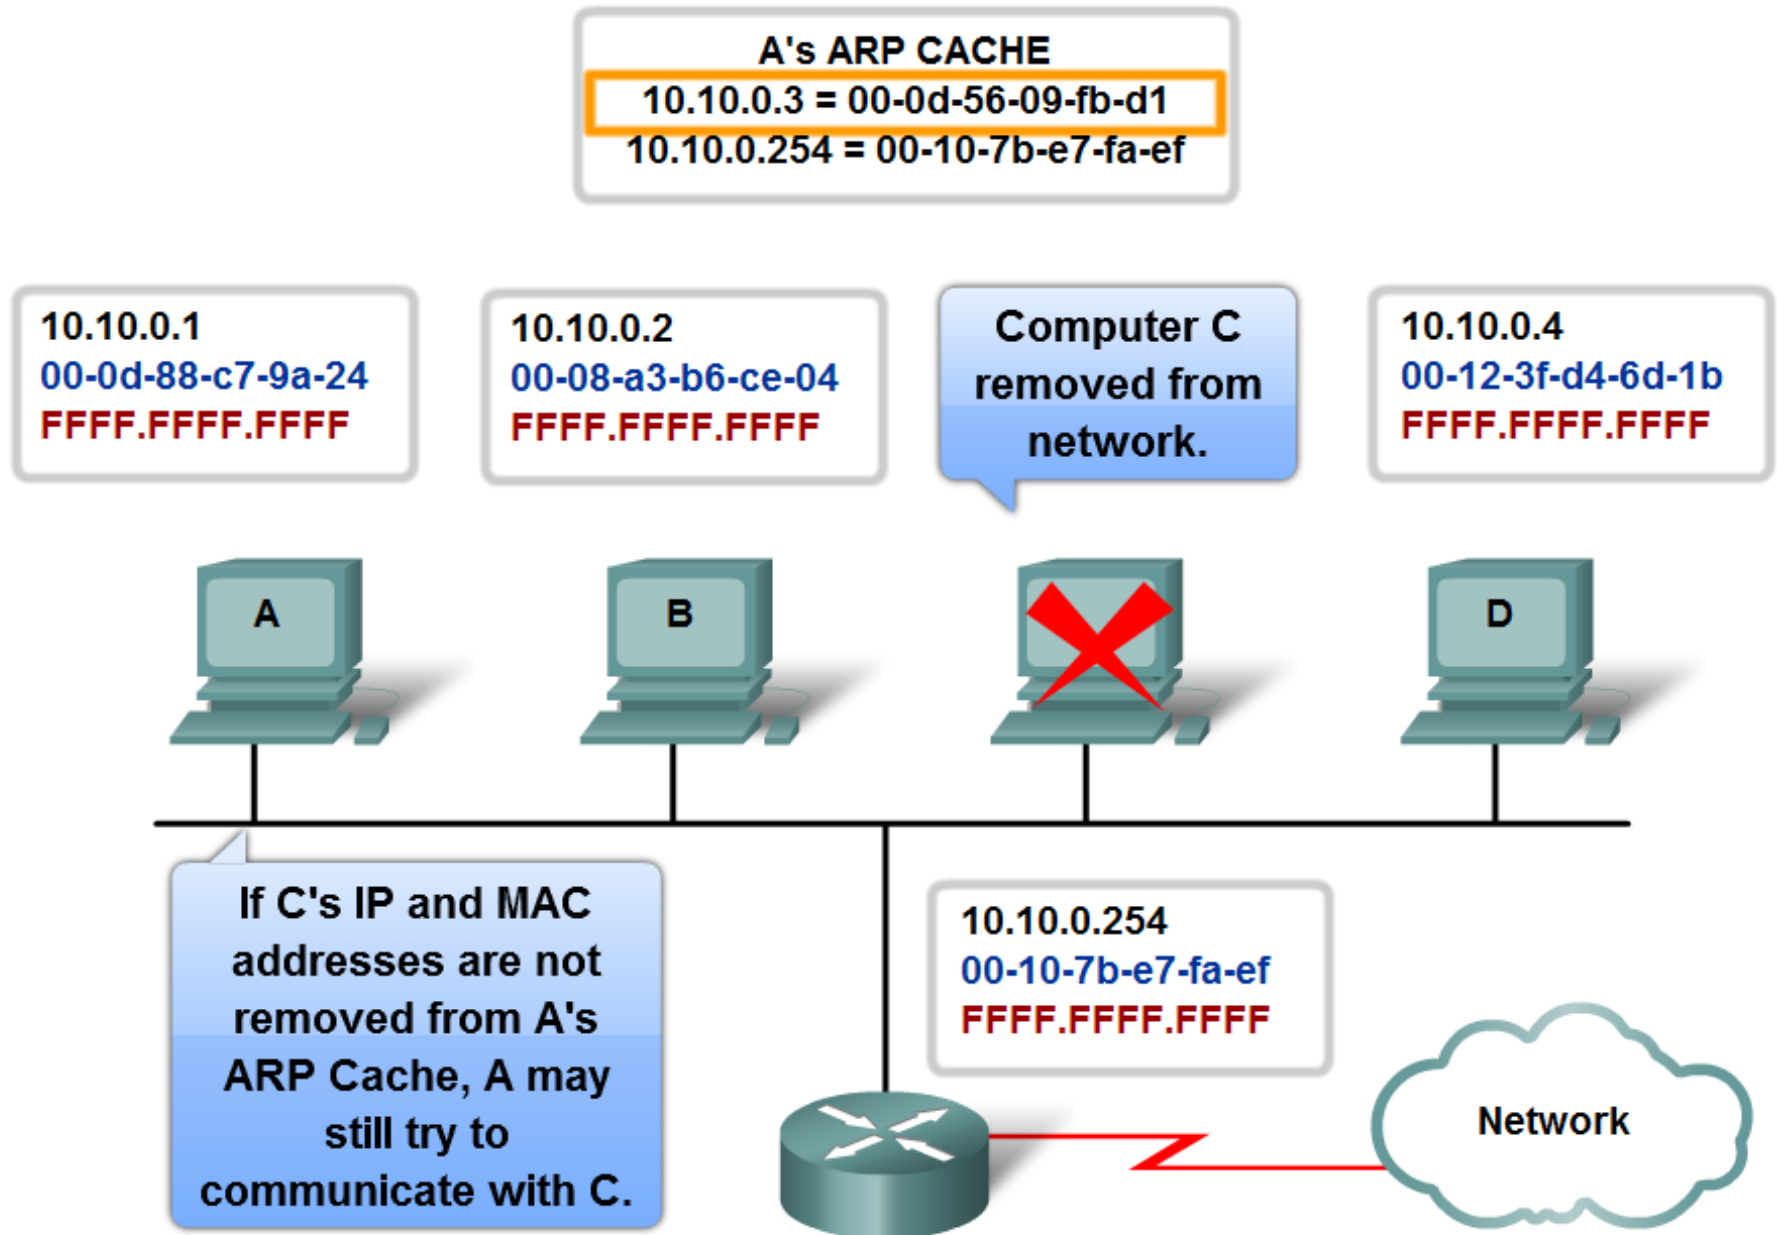 A's ARP CACHE
10.10.0.3 = 00-0d-56-09-fb-d1
10.10.0.254 = 00-10-7b-e7-fa-ef
10.10.0.1
00-0d-88-c7-9a-24
FFFF.FFFF.FFFF
10.10.0.2
00-08-a3-b6-ce-04
FFFF.FFFF.FFFF
Computer C
removed from
network.
10.10.0.4
00-12-3f-d4-6d-1b
FFFF.FFFF.FFFF
A
B
D
If C's IP and MAC
addresses are not
removed from A's
ARP Cache, A may
still try to
communicate with C.
10.10.0.254
00-10-7b-e7-fa-ef
FFFF.FFFF.FFFF
Network